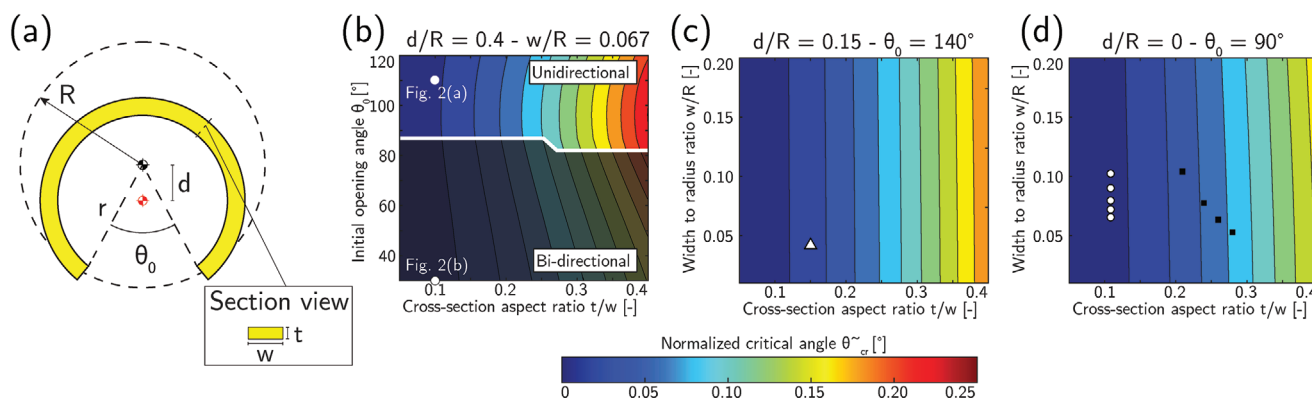 (a)
R
d
r
θ₀
Section view
t
w
(b)
d/R = 0.4 - w/R = 0.067
Initial opening angle θ₀[°]
120
100
80
60
40
Unidirectional
Fig. 2(a)
Bi-directional
Fig. 2(b)
0.1
0.2
0.3
0.4
Cross-section aspect ratio t/w [-]
(c)
d/R = 0.15 - θ₀ = 140°
Width to radius ratio w/R [-]
0.20
0.15
0.10
0.05
0.1
0.2
0.3
0.4
Cross-section aspect ratio t/w [-]
(d)
d/R = 0 - θ₀ = 90°
Width to radius ratio w/R [-]
0.20
0.15
0.10
0.05
0.1
0.2
0.3
0.4
Cross-section aspect ratio t/w [-]
Normalized critical angle θ~cr [°]
0
0.05
0.10
0.15
0.20
0.25